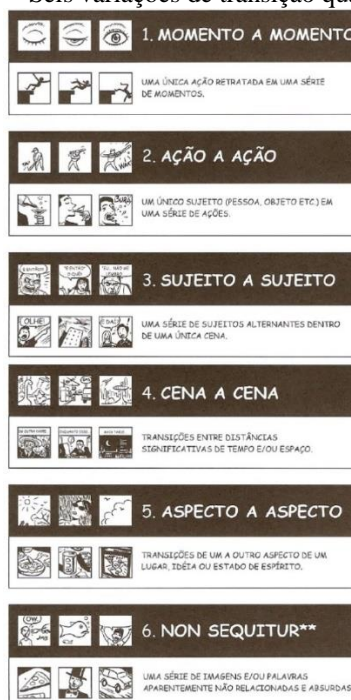 Seis variações de transição qua
1. MOMENTO A MOMENTO
UMA ÚNICA AÇÃO RETRATADA EM UMA SÉRIE
DE MOMENTOS.
2. AÇÃO A AÇÃO
UM ÚNICO SUJEITO (PESSOA, OBJETO ETC.) EM
UMA SÉRIE DE AÇÕES.
3. SUJEITO A SUJEITO
OLHE!
UMA SÉRIE DE SUJEITOS ALTERNANTES DENTRO
DE UMA ÚNICA CENA.
4. CENA A CENA
TRANSIÇÕES ENTRE DISTÂNCIAS
SIGNIFICATIVAS DE TEMPO E/OU ESPAÇO.
5. ASPECTO A ASPECTO
TRANSIÇÕES DE UM A OUTRO ASPECTO DE UM
LUGAR, IDÉIA OU ESTADO DE ESPÍRITO.
OW.
6. NON SEQUITUR**
UMA SÉRIE DE IMAGENS E/OU PALAVRAS
APARENTEMENTE NÃO RELACIONADAS E ABSURDAS